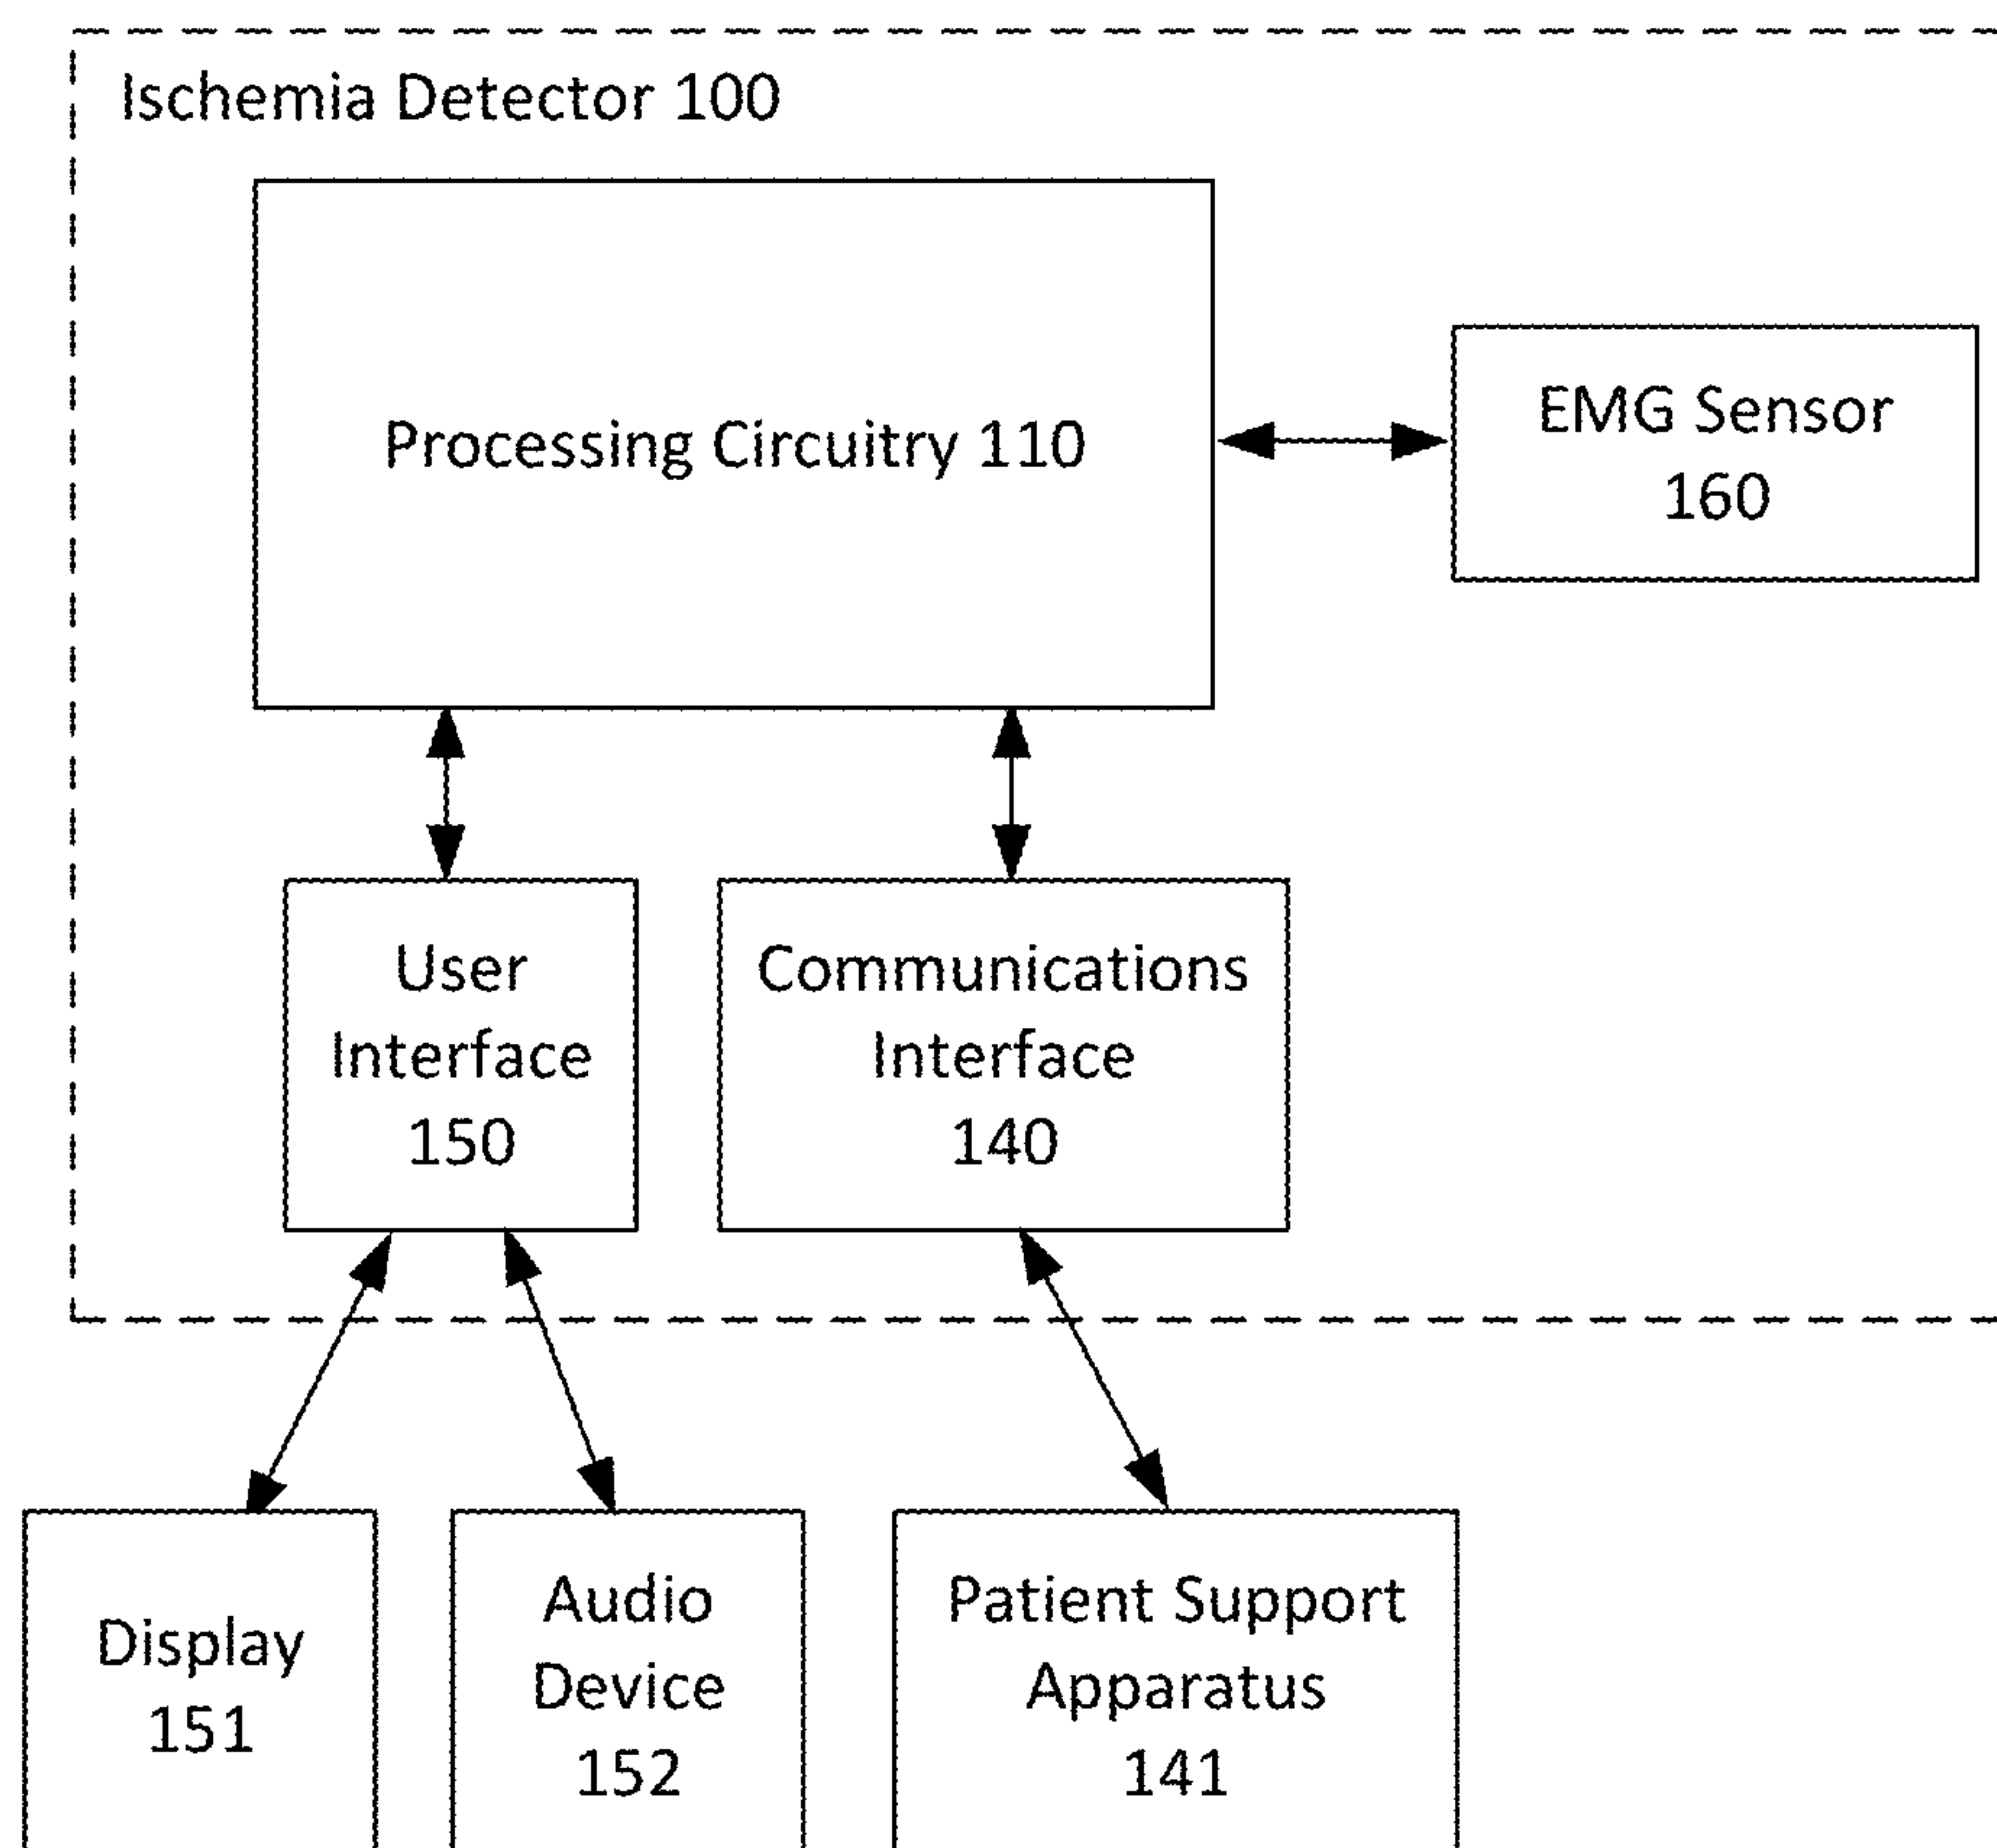 Ischemia Detector 100
Processing Circuitry 110
EMG Sensor
160
User
Interface
150
Communications
Interface
140
Display
151
Audio
Device
152
Patient Support
Apparatus
141